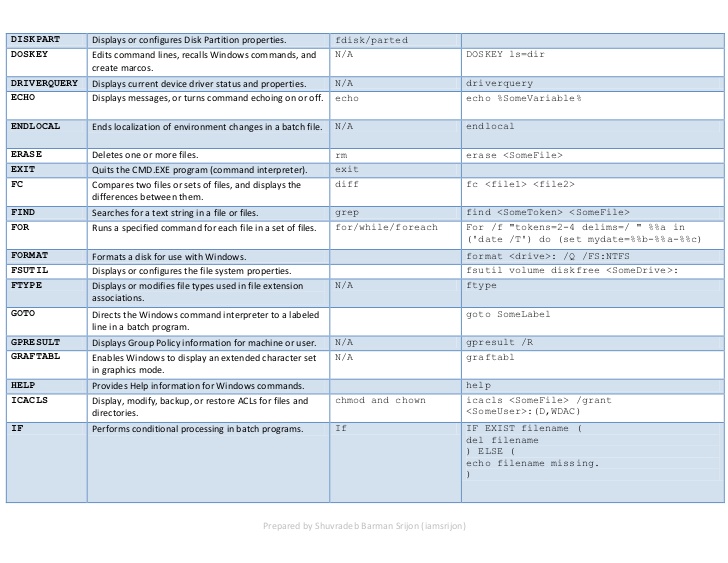 DISKPART Displays or configures Disk Partition properties. fdisk/parted
DOSKEY Edits command lines, recalls Windows commands, and N/A DOSKEY ls=dir
create marcos.
DRIVERQUERY Displays current device driver status and properties. N/A driverquery
ECHO Displays messages, or turns command echoing on or off. echo echo %SomeVariable%
ENDLOCAL Ends localization of environment changes in a batch file. N/A endlocal
ERASE Deletes one or more files. rm erase <SomeFile>
EXIT Quits the CMD.EXE program (command interpreter). exit
FC Compares two files or sets of files, and displays the diff fc <file1> <file2>
differences between them.
FIND Searches for a text string in a file or files. grep find <SomeToken> <SomeFile>
FOR Runs a specified command for each file in a set of files. for/while/foreach For /f "tokens=2-4 delims=/ " %%a in
('date /T') do (set mydate=%%b-%%a-%%c)
FORMAT Formats a disk for use with Windows. format <drive>: /Q /FS:NTFS
FSUTIL Displays or configures the file system properties. fsutil volume diskfree <SomeDrive>:
FTYPE Displays or modifies file types used in file extension N/A ftype
associations.
GOTO Directs the Windows command interpreter to a labeled goto SomeLabel
line in a batch program.
GPRESULT Displays Group Policy information for machine or user. N/A gpresult /R
GRAFTABL Enables Windows to display an extended character set N/A graftabl
in graphics mode.
HELP Provides Help information for Windows commands. help
ICACLS Display, modify, backup, or restore ACLs for files and chmod and chown icacls <SomeFile> /grant
directories. <SomeUser>:(D,WDAC)
IF Performs conditional processing in batch programs. If IF EXIST filename (
del filename
) ELSE (
echo filename missing.
)
Prepared by Shuvradeb Barman Srijon (iamsrijon)